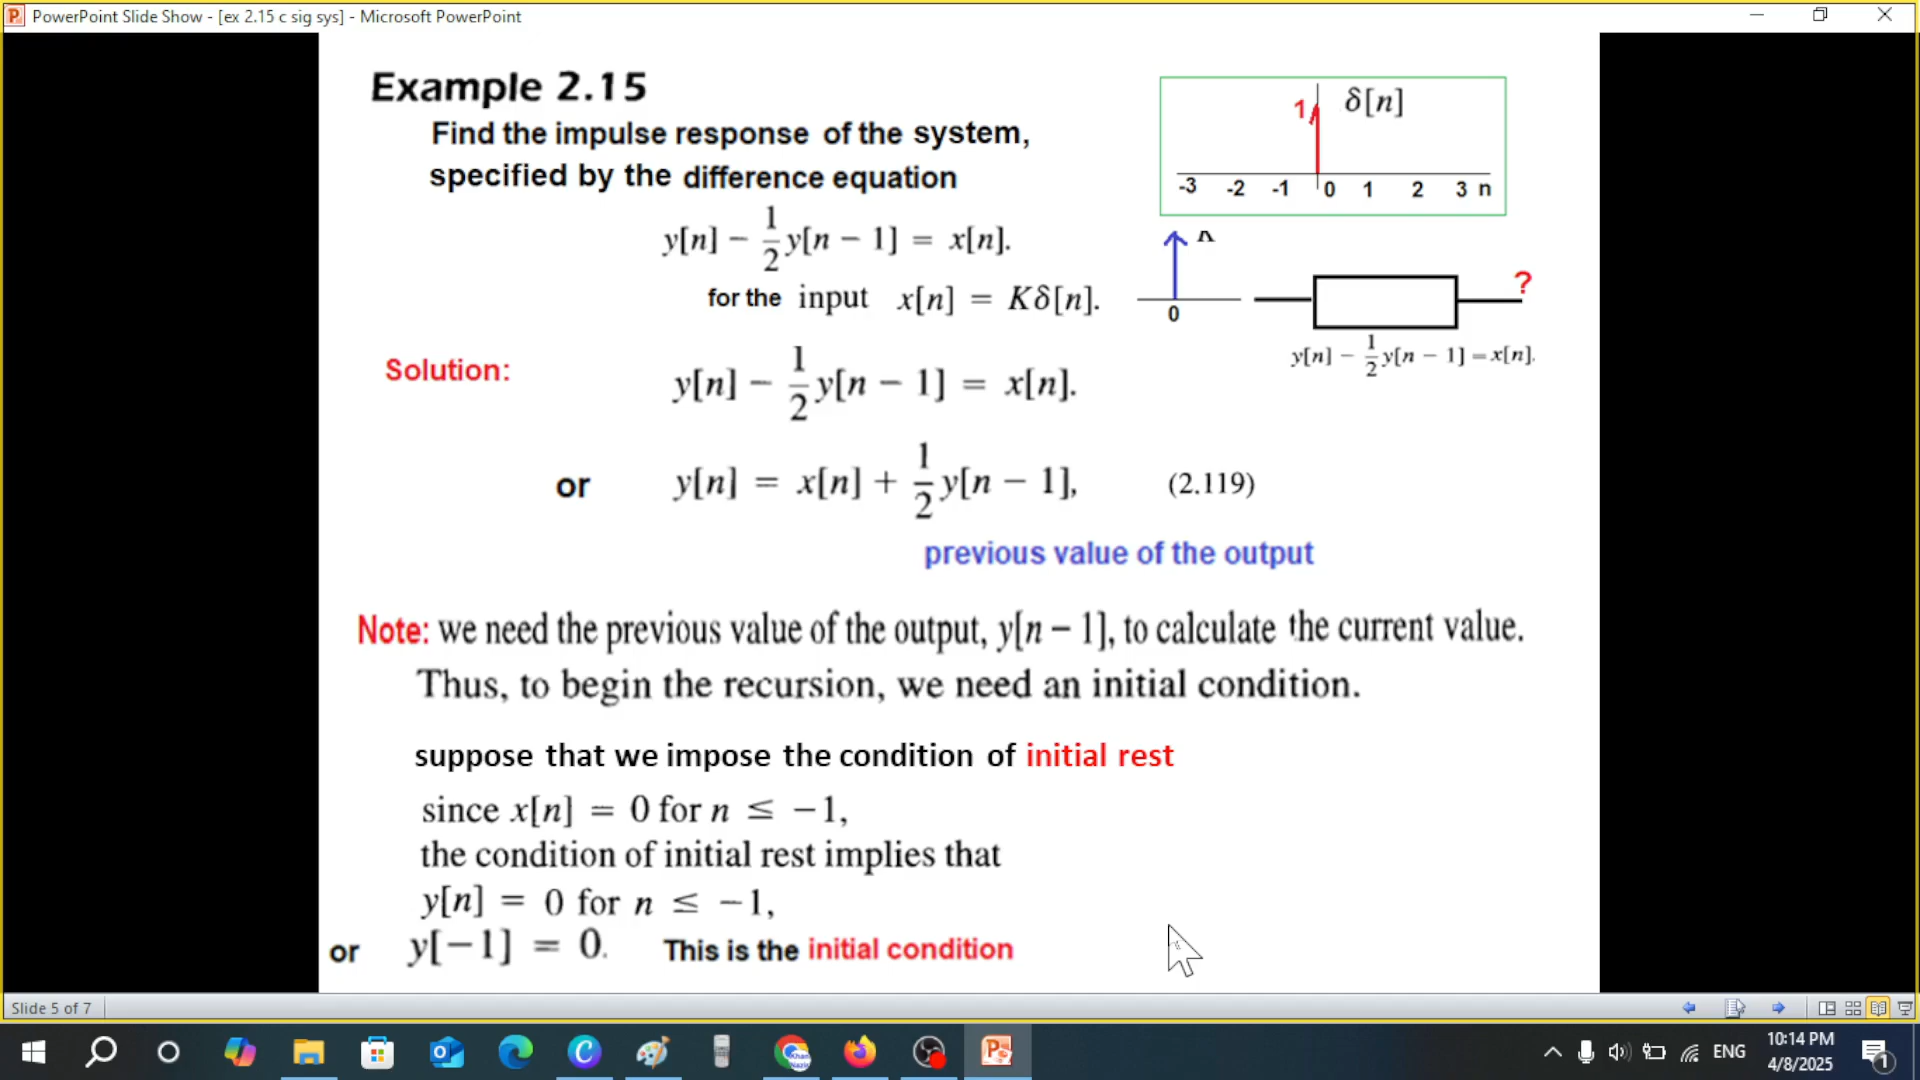 PowerPoint Slide Show - [ex 2.15 c sig sys] - Microsoft PowerPoint
Example 2.15
Find the impulse response of the system,
specified by the difference equation
y[n] − 1/2 y[n − 1] = x[n].
for the input x[n] = Kδ[n].
1 δ[n]
-3 -2 -1 0 1 2 3 n
0
?
y[n] − 1/2 y[n − 1] = x[n].
Solution:
y[n] − 1/2 y[n − 1] = x[n].
or y[n] = x[n] + 1/2 y[n − 1], (2.119)
previous value of the output
Note: we need the previous value of the output, y[n − 1], to calculate the current value.
Thus, to begin the recursion, we need an initial condition.
suppose that we impose the condition of initial rest
since x[n] = 0 for n ≤ −1,
the condition of initial rest implies that
y[n] = 0 for n ≤ −1,
or y[−1] = 0. This is the initial condition
Slide 5 of 7
ENG
10:14 PM
4/8/2025
1